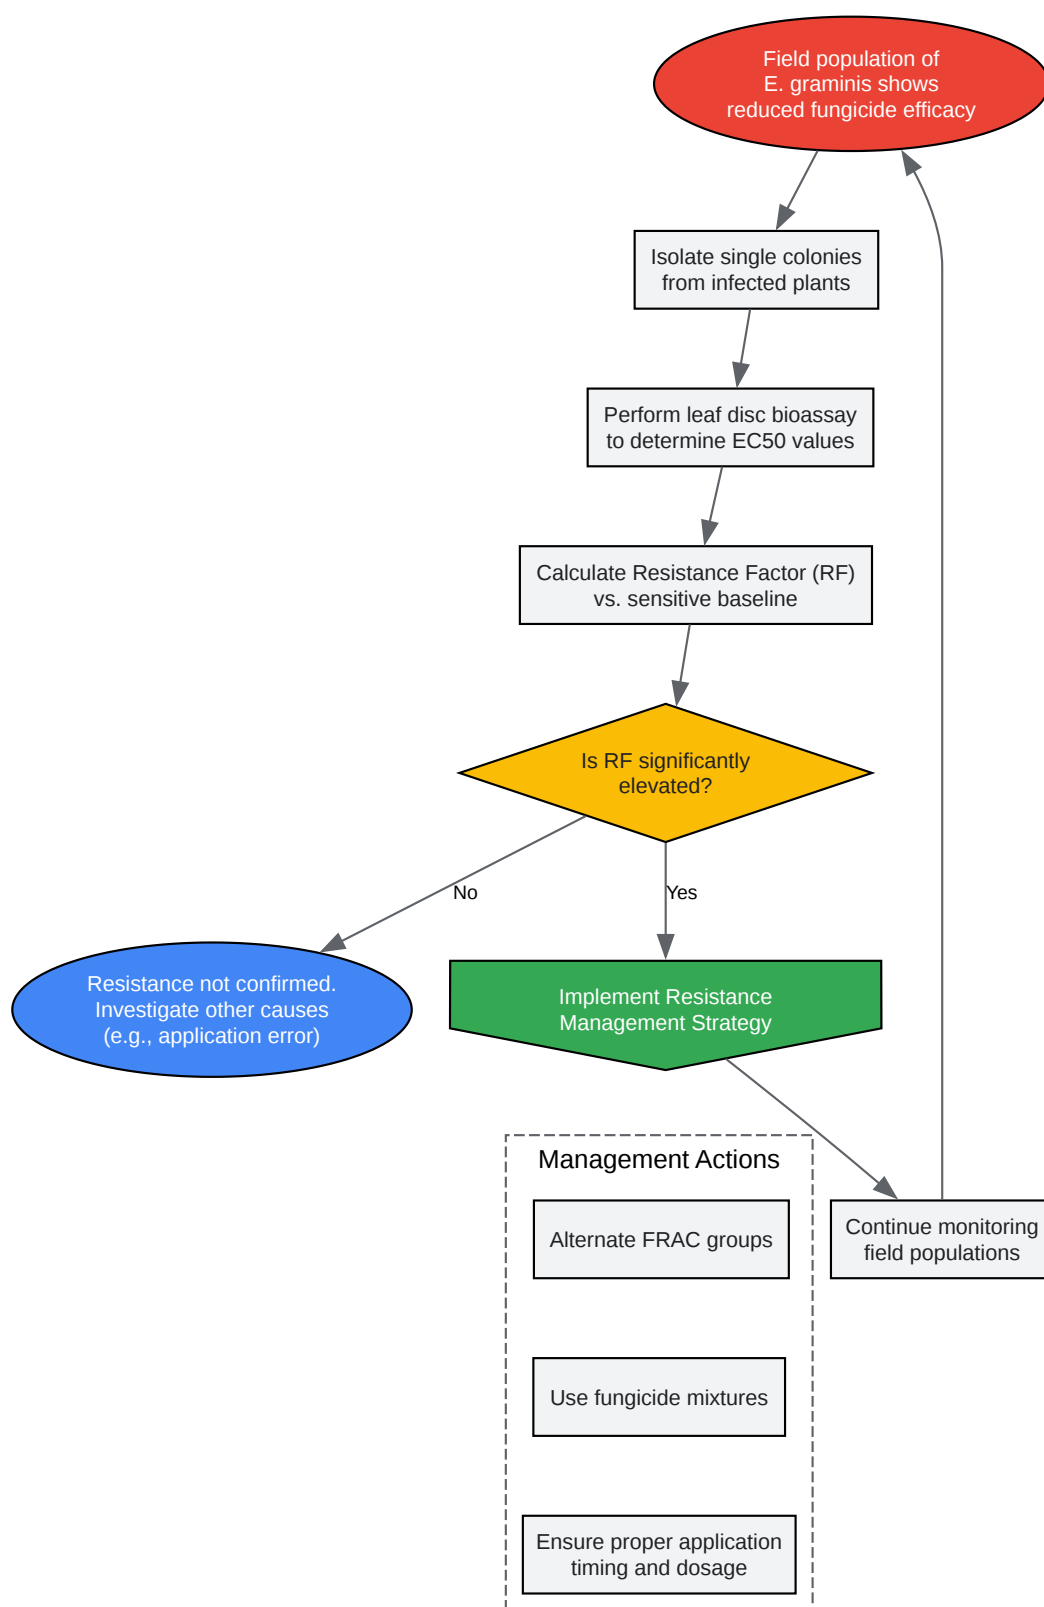 Field population of
E. graminis shows
reduced fungicide efficacy
Isolate single colonies
from infected plants
Perform leaf disc bioassay
to determine EC50 values
Calculate Resistance Factor (RF)
vs. sensitive baseline
Is RF significantly
elevated?
No
Yes
Resistance not confirmed.
Investigate other causes
(e.g., application error)
Implement Resistance
Management Strategy
Management Actions
Alternate FRAC groups
Continue monitoring
field populations
Use fungicide mixtures
Ensure proper application
timing and dosage